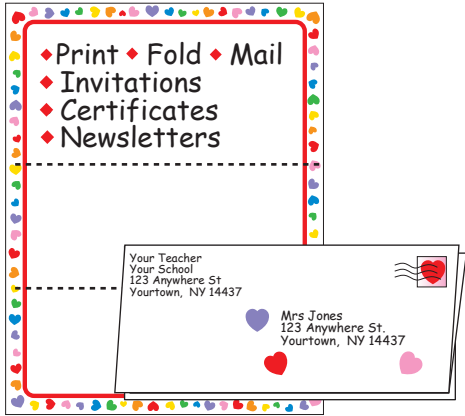 Print Fold Mail
Invitations
Certificates
Newsletters
Your Teacher
Your School
123 Anywhere St
Yourtown, NY 14437
Mrs Jones
123 Anywhere St.
Yourtown, NY 14437